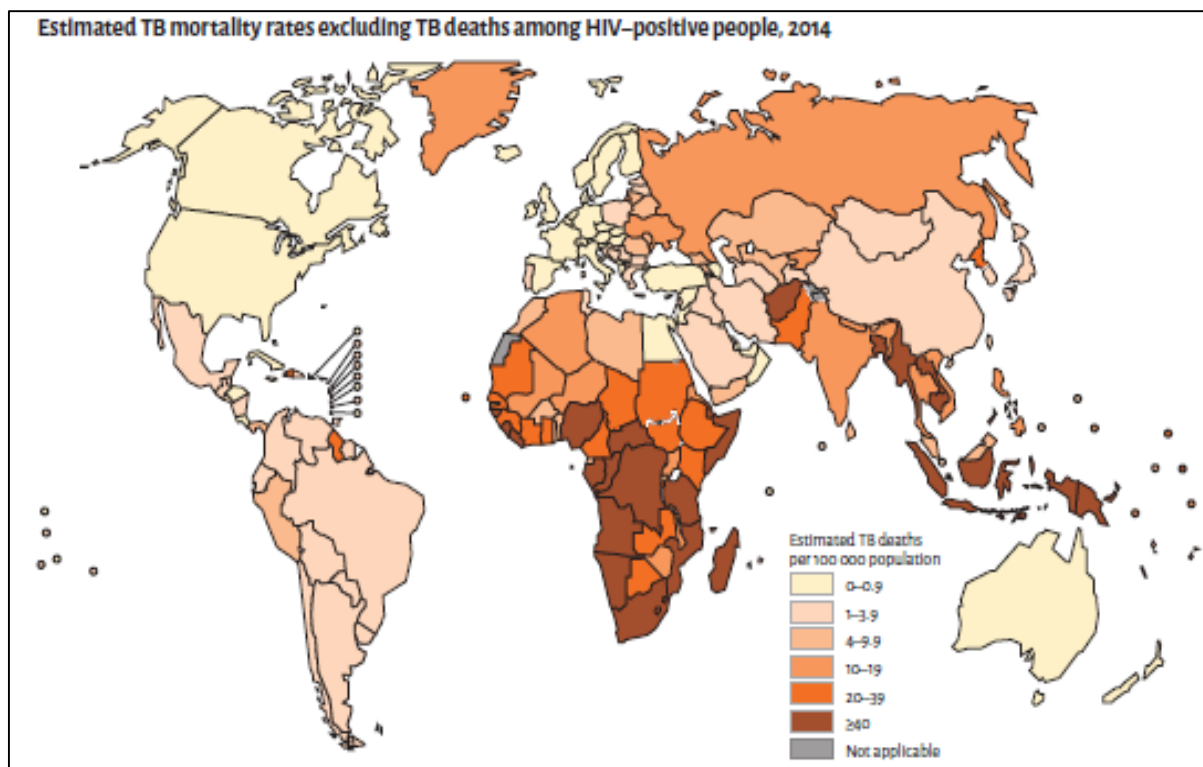 Estimated TB mortality rates excluding TB deaths among HIV–positive people, 2014
Estimated TB deaths
per 100 000 population
0–0.9
1–3.9
4–9.9
10–19
20–39
≥40
Not applicable